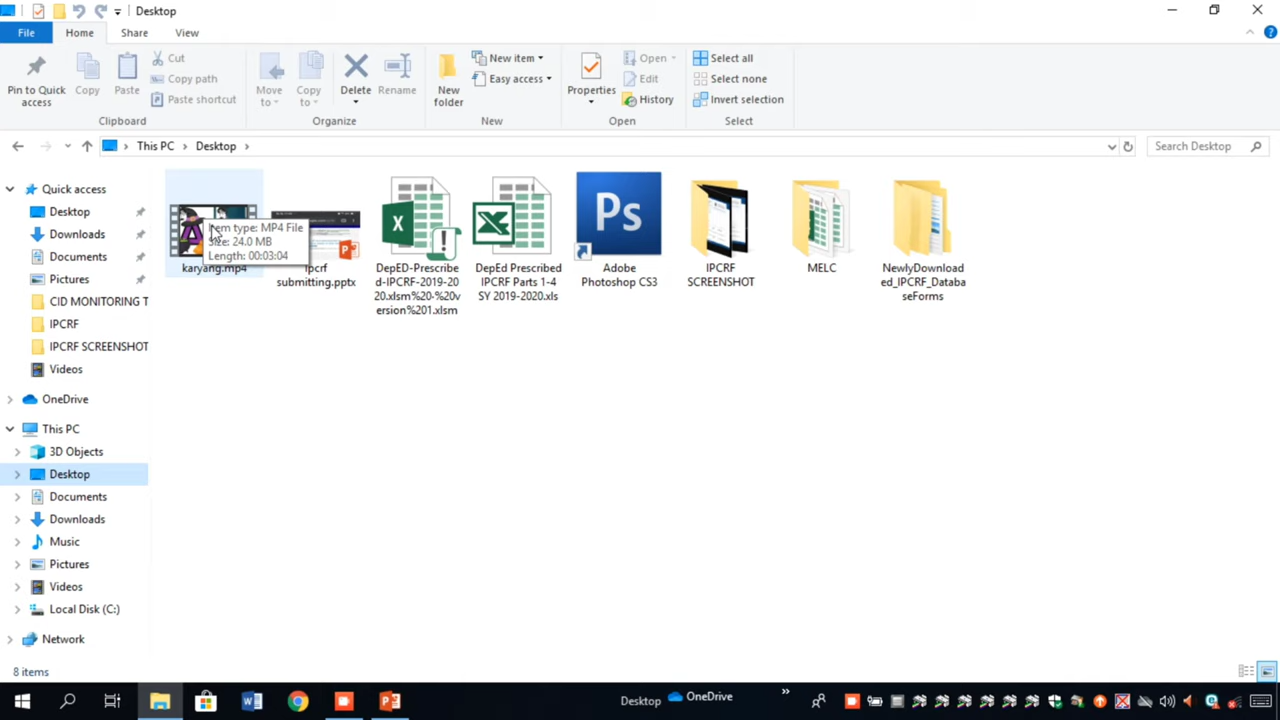 Desktop
File
Home
Share
View
Pin to Quick
access
Copy
Paste
Cut
Copy path
Paste shortcut
Clipboard
Move
to
Copy
to
Delete
Rename
Organize
New
folder
New item
Easy access
New
Properties
Open
Edit
History
Open
Select all
Select none
Invert selection
Select
This PC
Desktop
Search Desktop
Quick access
Desktop
Downloads
Documents
Pictures
CID MONITORING T
IPCRF
IPCRF SCREENSHOT
Videos
OneDrive
This PC
3D Objects
Desktop
Documents
Downloads
Music
Pictures
Videos
Local Disk (C:)
Network
Item type: MP4 File
Size: 24.0 MB
Length: 00:03:04
karyang.mp4
Ipcrf
submitting.pptx
DepED-Prescribe
d-IPCRF-2019-20
20.xlsm%20-%20v
ersion%201.xlsm
DepEd Prescribed
IPCRF Parts 1-4
SY 2019-2020.xls
Ps
Adobe
Photoshop CS3
IPCRF
SCREENSHOT
MELC
NewlyDownload
ed_IPCRF_Databa
seForms
8 items
Desktop
OneDrive